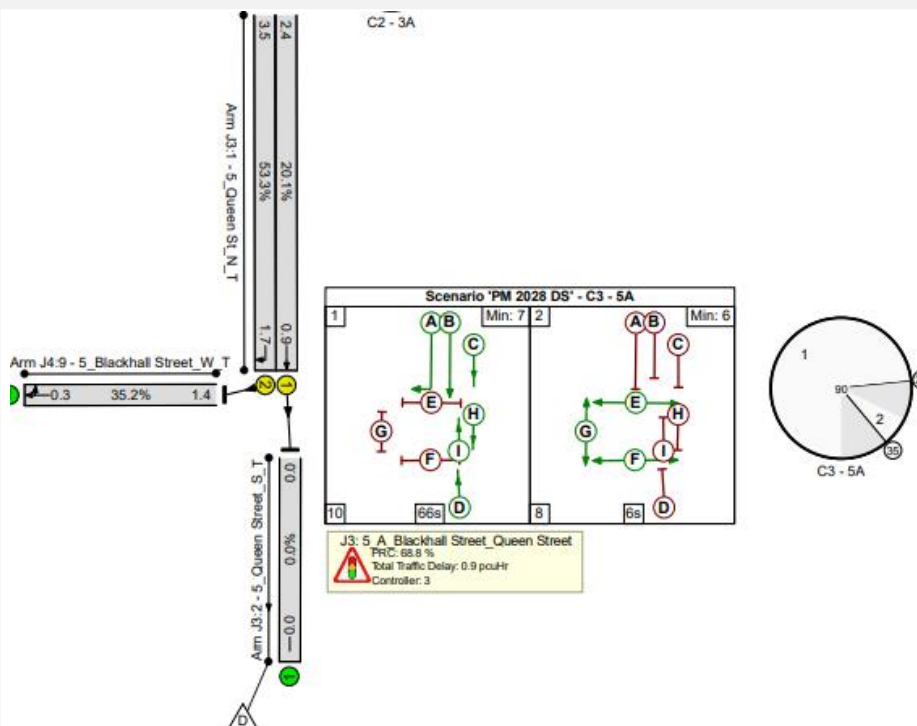 C2 - 3A
3.5
2.4
Arm J3:1 - 5_Queen St_N_T
53.3%
20.1%
1.7
0.9
Arm J4:9 - 5_Blackhall Street_W_T
0.3 35.2% 1.4
2 1
Scenario 'PM 2028 DS' - C3 - 5A
1 Min: 7 2 Min: 6
A B A B
C C
E H E H
G G
F I F I
D D
10 66s 8 6s
1
90
2
35
C3 - 5A
J3: 5_A_Blackhall Street_Queen Street
PRC: 68.8 %
Total Traffic Delay: 0.9 pcuHr
Controller: 3
Arm J3:2 - 5_Queen Street_S_T
0.0
0.0%
0.0
1
D